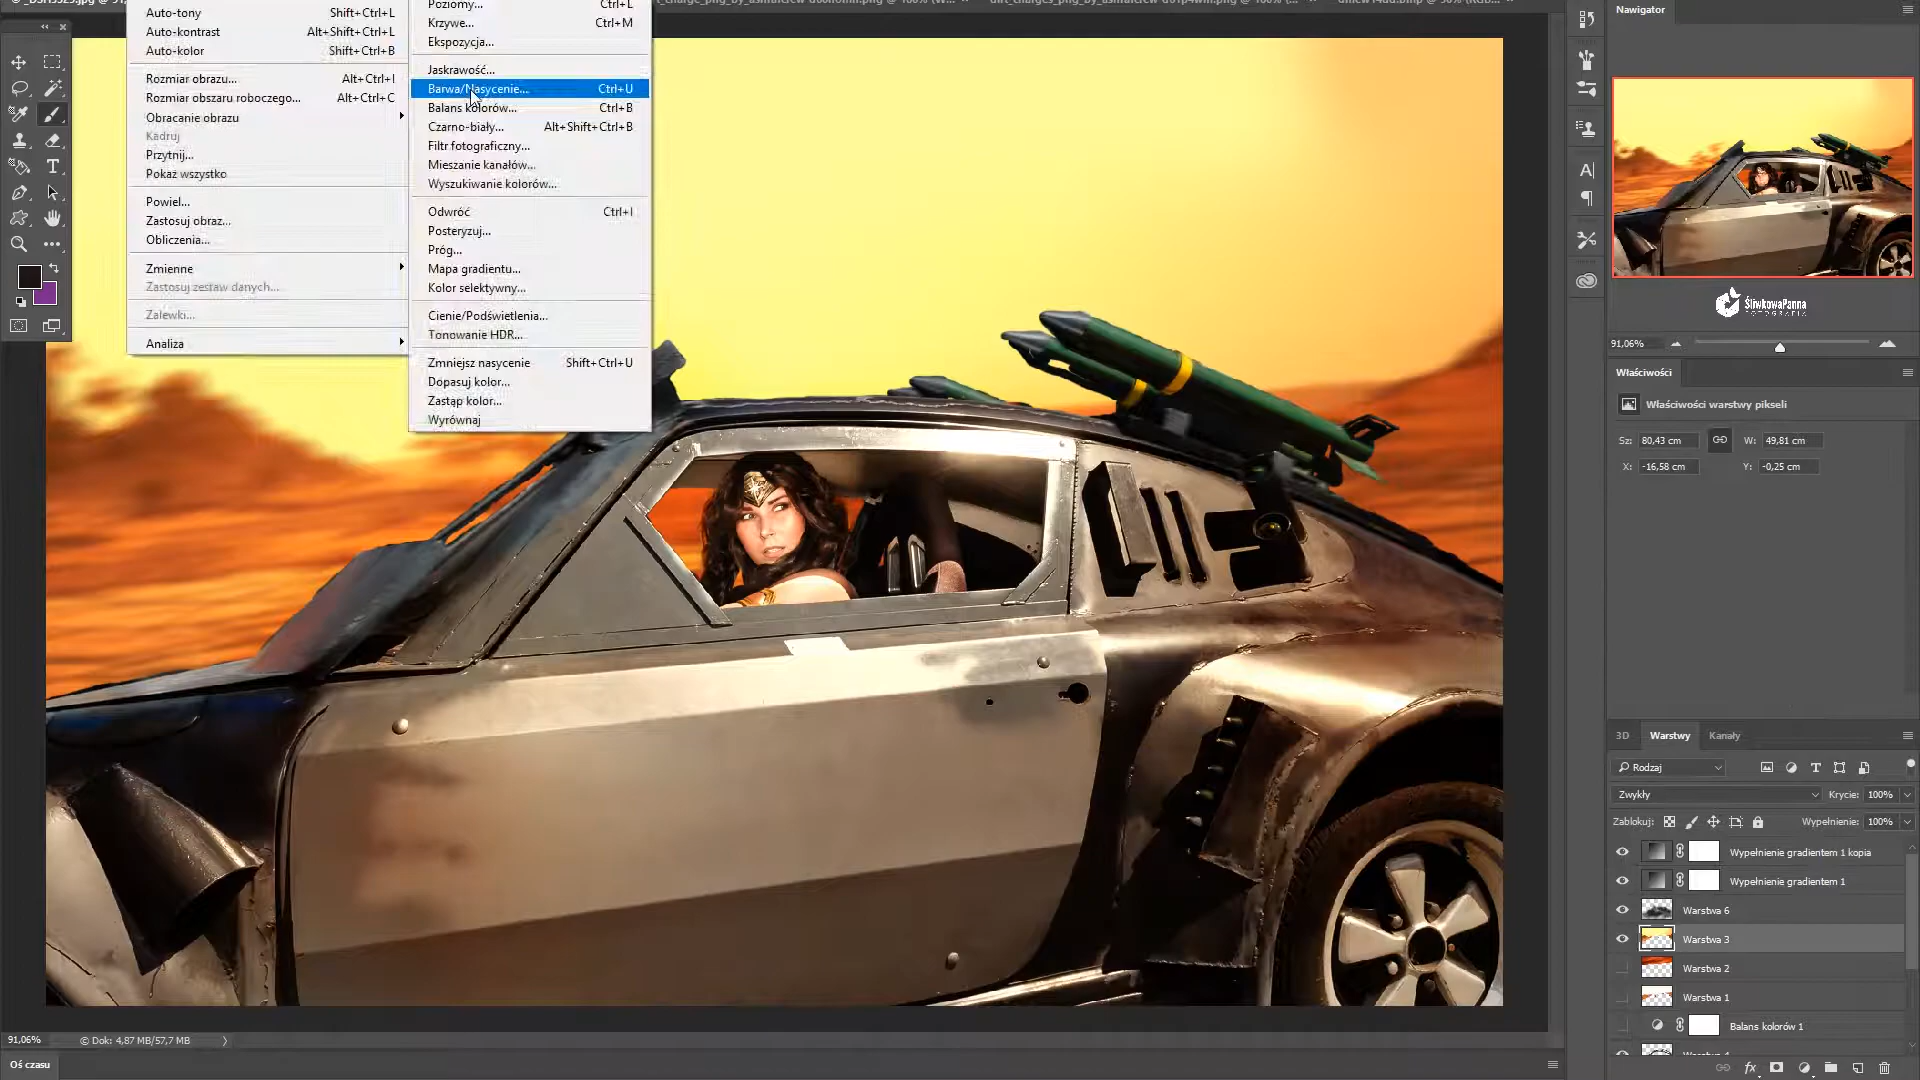 Auto-tony Shift+Ctrl+L
Auto-kontrast Alt+Shift+Ctrl+L
Auto-kolor Shift+Ctrl+B
Rozmiar obrazu... Alt+Ctrl+I
Rozmiar obszaru roboczego... Alt+Ctrl+C
Obracanie obrazu
Kadruj
Przytnij...
Pokaż wszystko
Powiel...
Zastosuj obraz...
Obliczenia...
Zmienne
Zastosuj zestaw danych...
Zalewki...
Analiza
Poziomy... Ctrl+L
Krzywe... Ctrl+M
Ekspozycja...
Jaskrawość...
Barwa/Nasycenie... Ctrl+U
Balans kolorów... Ctrl+B
Czarno-biały... Alt+Shift+Ctrl+B
Filtr fotograficzny...
Mieszanie kanałów...
Wyszukiwanie kolorów...
Odwróć Ctrl+I
Posteryzuj...
Próg...
Mapa gradientu...
Kolor selektywny...
Cienie/Podświetlenia...
Tonowanie HDR...
Zmniejsz nasycenie Shift+Ctrl+U
Dopasuj kolor...
Zastąp kolor...
Wyrównaj
Nawigator
ŚliwkowaPanna
FOTOGRAFIA
91,06%
Właściwości
Właściwości warstwy pikseli
Sz: 80,43 cm W: 49,81 cm
X: -16,58 cm Y: -0,25 cm
3D Warstwy Kanały
Rodzaj
Zwykły Krycie: 100%
Zablokuj: Wypełnienie: 100%
Wypełnienie gradientem 1 kopia
Wypełnienie gradientem 1
Warstwa 6
Warstwa 3
Warstwa 2
Warstwa 1
Balans kolorów 1
91,06% Dok: 4,87 MB/57,7 MB
Oś czasu